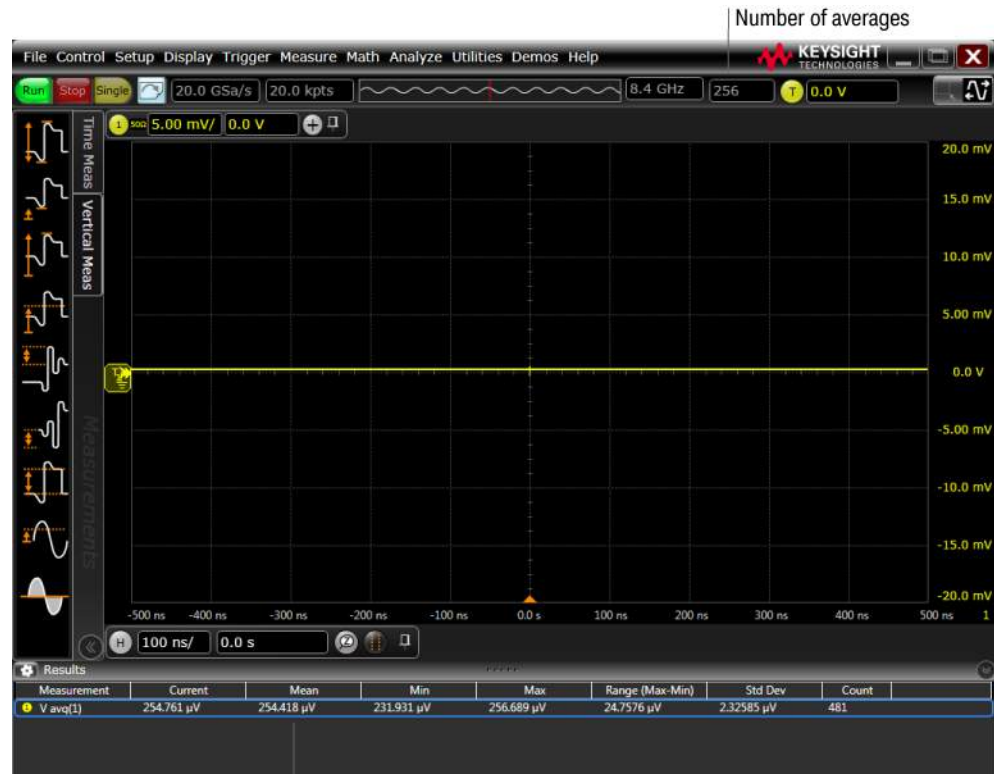 Number of averages
File Control Setup Display Trigger Measure Math Analyze Utilities Demos Help
KEYSIGHT
TECHNOLOGIES
X
Run Stop Single 20.0 GSa/s 20.0 kpts 8.4 GHz 256 T 0.0 V
1 50Ω 5.00 mV/ 0.0 V
Time Meas
Vertical Meas
Measurements
20.0 mV
15.0 mV
10.0 mV
5.00 mV
T
0.0 V
-5.00 mV
-10.0 mV
-15.0 mV
-20.0 mV
-500 ns -400 ns -300 ns -200 ns -100 ns 0.0 s 100 ns 200 ns 300 ns 400 ns 500 ns 1
H 100 ns/ 0.0 s Z
Results
Measurement Current Mean Min Max Range (Max-Min) Std Dev Count
1 V avg(1) 254.761 µV 254.418 µV 231.931 µV 256.689 µV 24.7576 µV 2.32585 µV 481